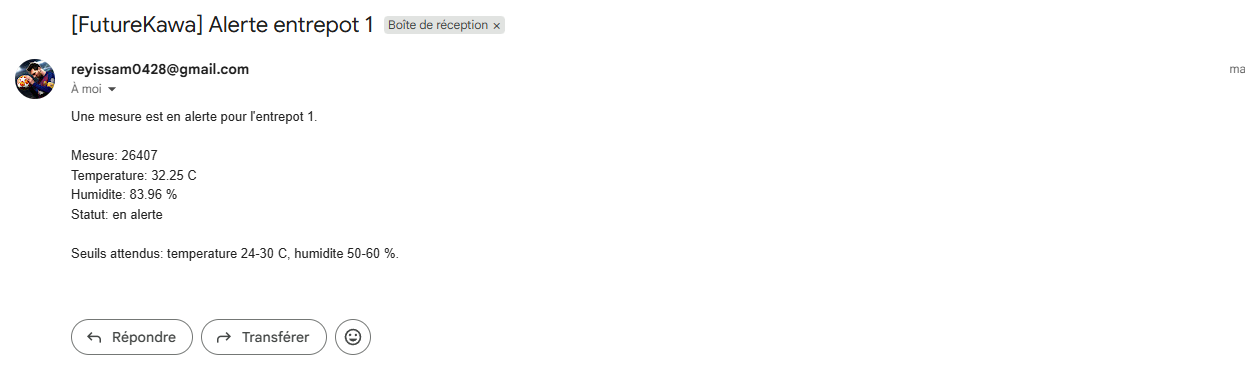 [FutureKawa] Alerte entrepot 1 Boîte de réception ×
reyissam0428@gmail.com
ma
À moi
Une mesure est en alerte pour l'entrepot 1.
Mesure: 26407
Temperature: 32.25 C
Humidite: 83.96 %
Statut: en alerte
Seuils attendus: temperature 24-30 C, humidite 50-60 %.
Répondre Transférer